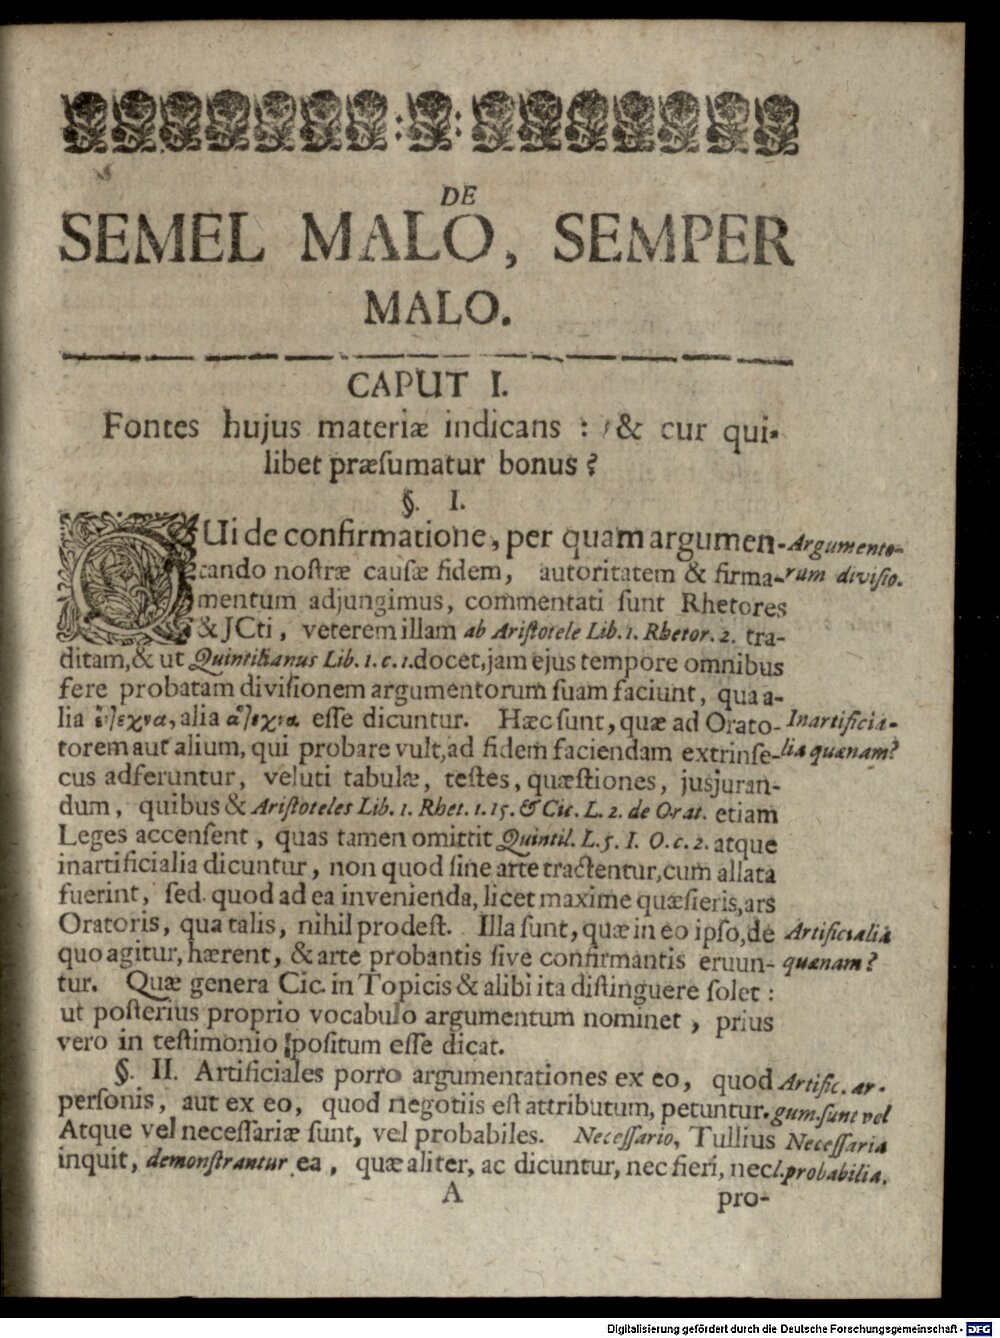 DE
SEMEL MALO, SEMPER
MALO.
CAPUT I.
Fontes hujus materiæ indicans : & cur qui-
libet præsumatur bonus?
§. I.
QUi de confirmatione, per quam argumen-
tando nostræ causæ fidem, autoritatem & firma-
mentum adjungimus, commentati sunt Rhetores
& JCti, veterem illam ab Aristotele Lib. 1. Rhetor. 2. tra-
ditam, & ut Quintilianus Lib. 1. c. 1. docet, jam ejus tempore omnibus
fere probatam divisionem argumentorum suam faciunt, qua a-
lia alia esse dicuntur. Hæc sunt, quæ ad Orato-
torem aut alium, qui probare vult, ad fidem faciendam extrinse-
cus adferuntur, veluti tabulæ, testes, quæstiones, jusjuran-
dum, quibus & Aristoteles Lib. 1. Rhet. 1. 15. & Cic. L. 2. de Orat. etiam
Leges accensent, quas tamen omittit Quintil. L. 5. I. O. c. 2. atque
inartificialia dicuntur, non quod sine arte tractentur, cum allata
fuerint, sed quod ad ea invenienda, licet maxime quæsieris, ars
Oratoris, qua talis, nihil prodest. Illa sunt, quæ in eo ipso, de
quo agitur, hærent, & arte probantis sive confirmantis eruun-
tur. Quæ genera Cic. in Topicis & alibi ita distinguere solet :
ut posterius proprio vocabulo argumentum nominet, prius
vero in testimonio positum esse dicat.
§. II. Artificiales porro argumentationes ex eo, quod
personis, aut ex eo, quod negotiis est attributum, petuntur.
Atque vel necessariæ sunt, vel probabiles. Necessario, Tullius
inquit, demonstrantur ea, quæ aliter, ac dicuntur, nec fieri, nec
A
pro-
Argumento-
rum divisio.
Inartificia-
lia quænam?
Artificialia
quænam?
Artific. ar-
gum. sunt vel
Necessaria
l. probabilia.
Digitalisierung gefördert durch die Deutsche Forschungsgemeinschaft - DFG